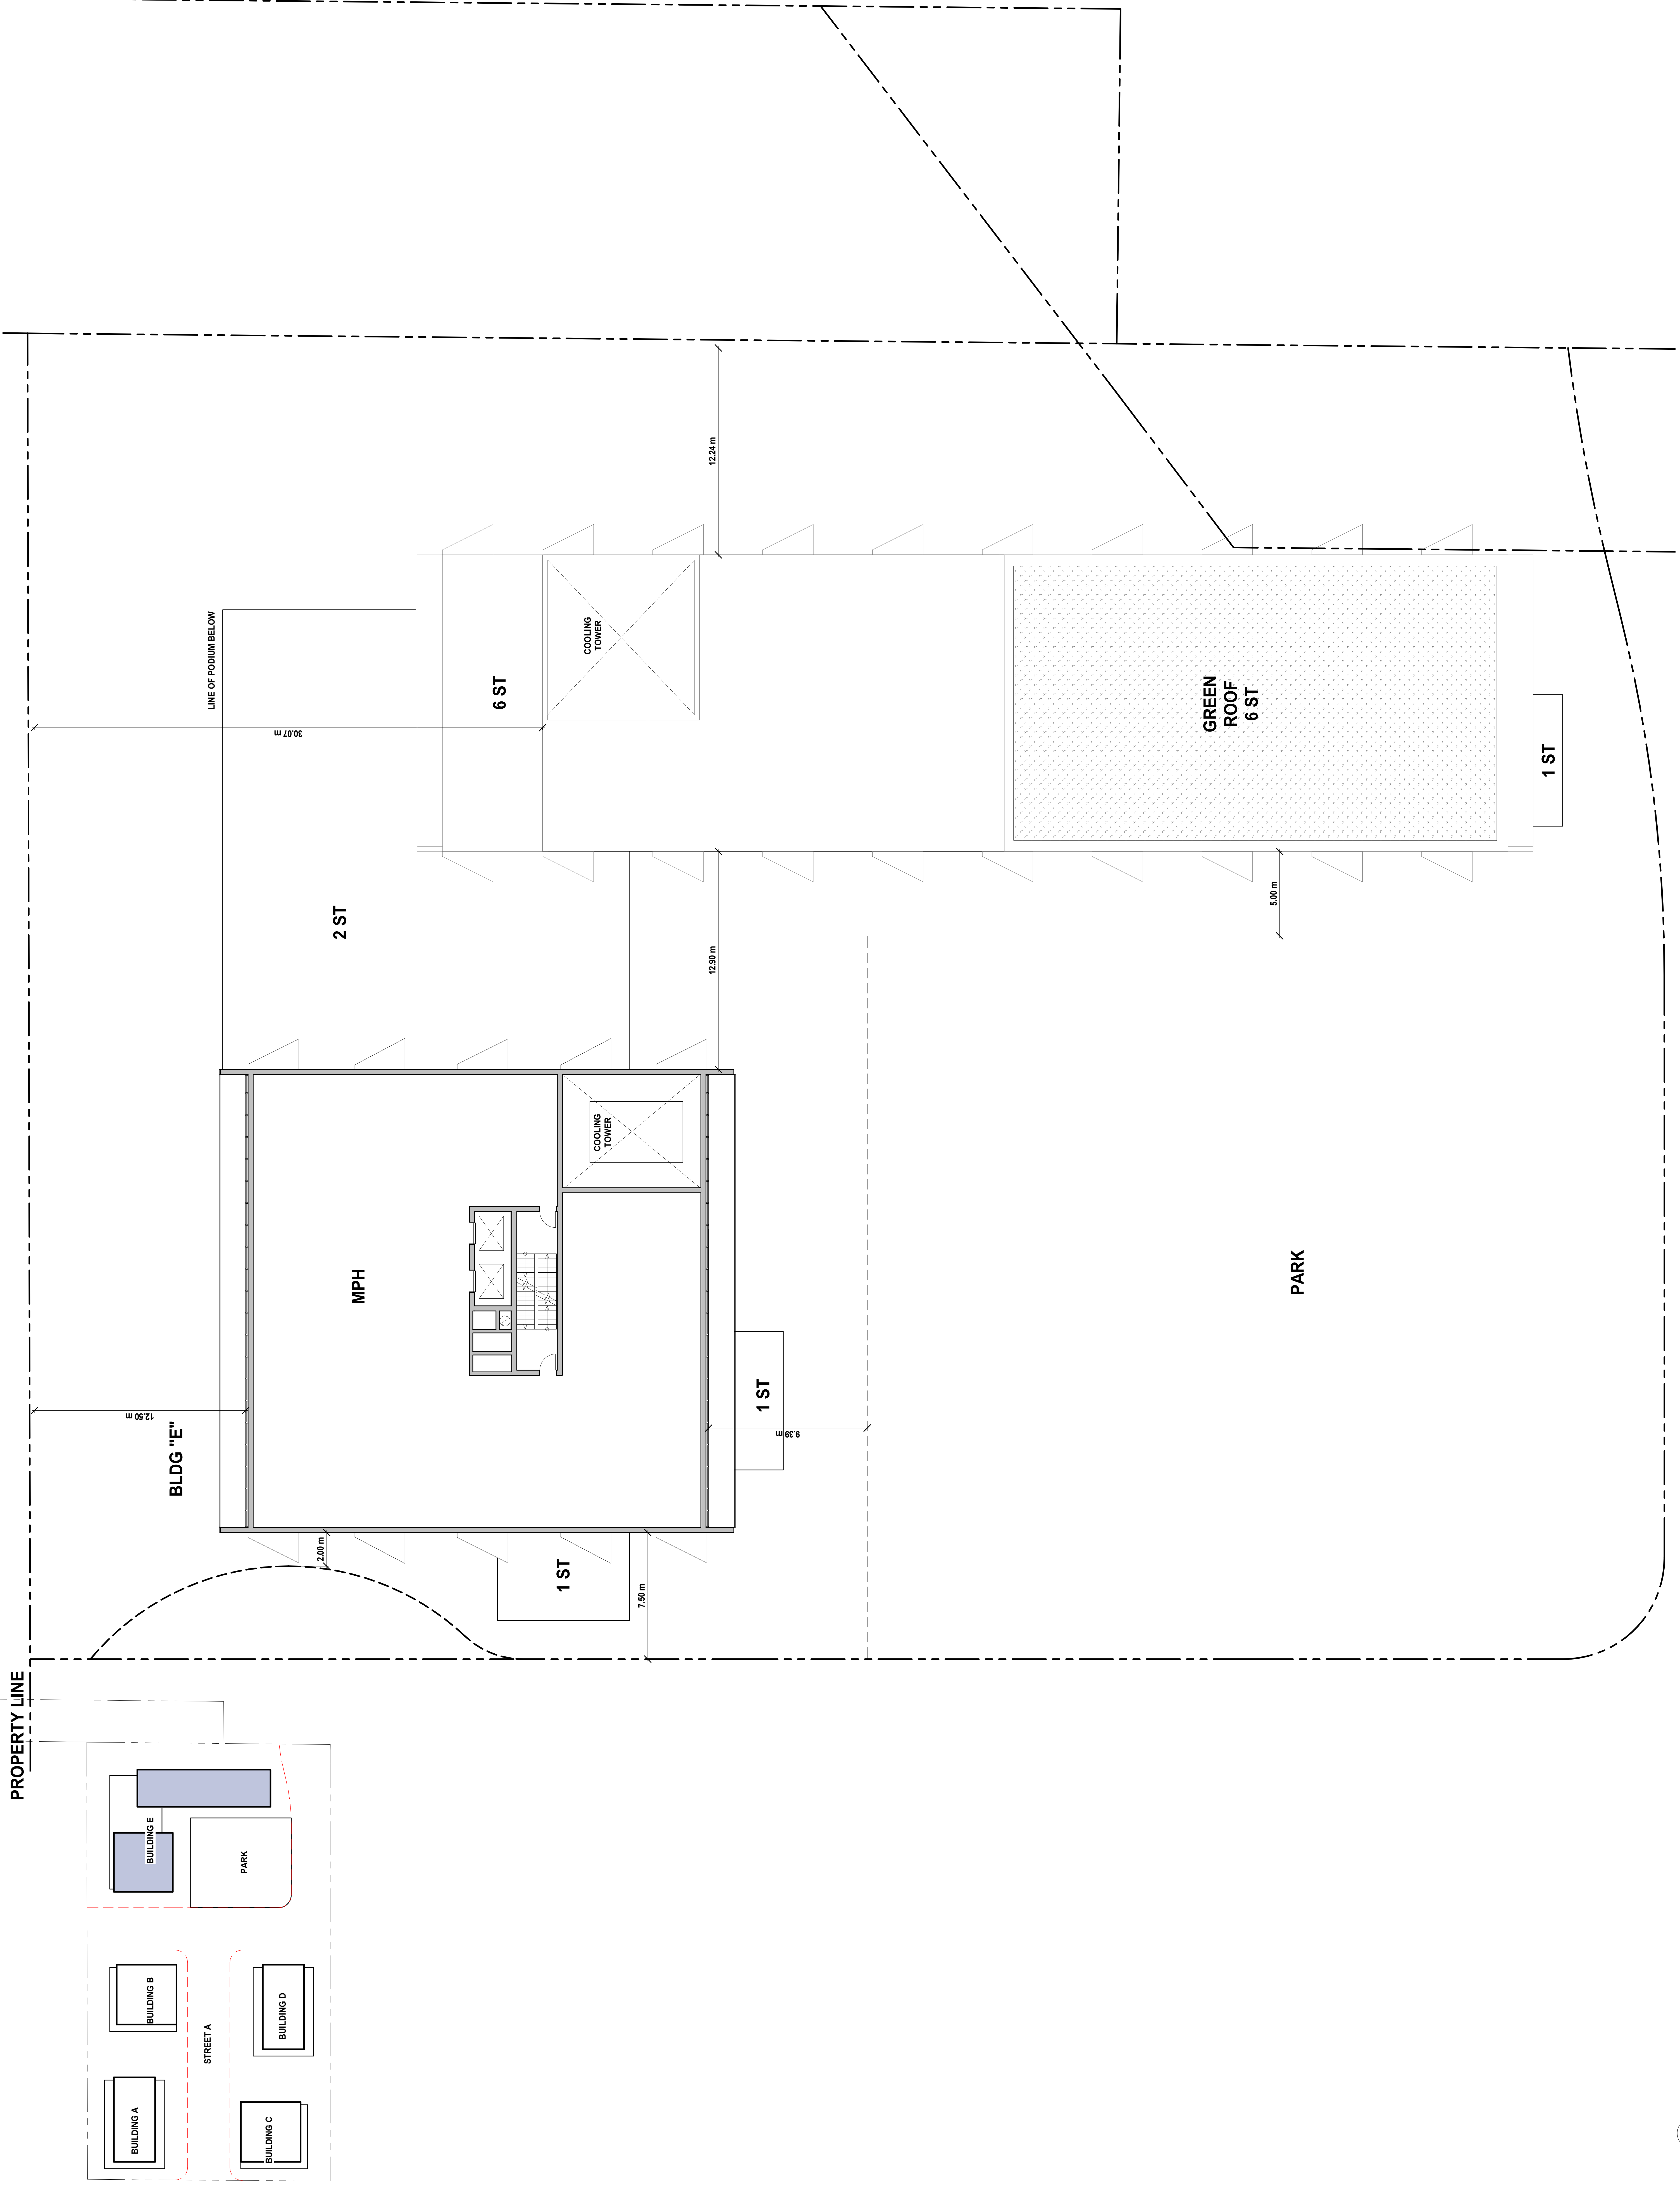 PROPERTY LINE
BLDG "E"
12.50 m
30.07 m
LINE OF PODIUM BELOW
2 ST
6 ST
COOLING
TOWER
12.24 m
12.90 m
MPH
COOLING
TOWER
2.00 m
1 ST
7.50 m
1 ST
9.39 m
GREEN
ROOF
6 ST
5.00 m
1 ST
PARK
BUILDING E
PARK
BUILDING B
BUILDING D
STREET A
BUILDING A
BUILDING C